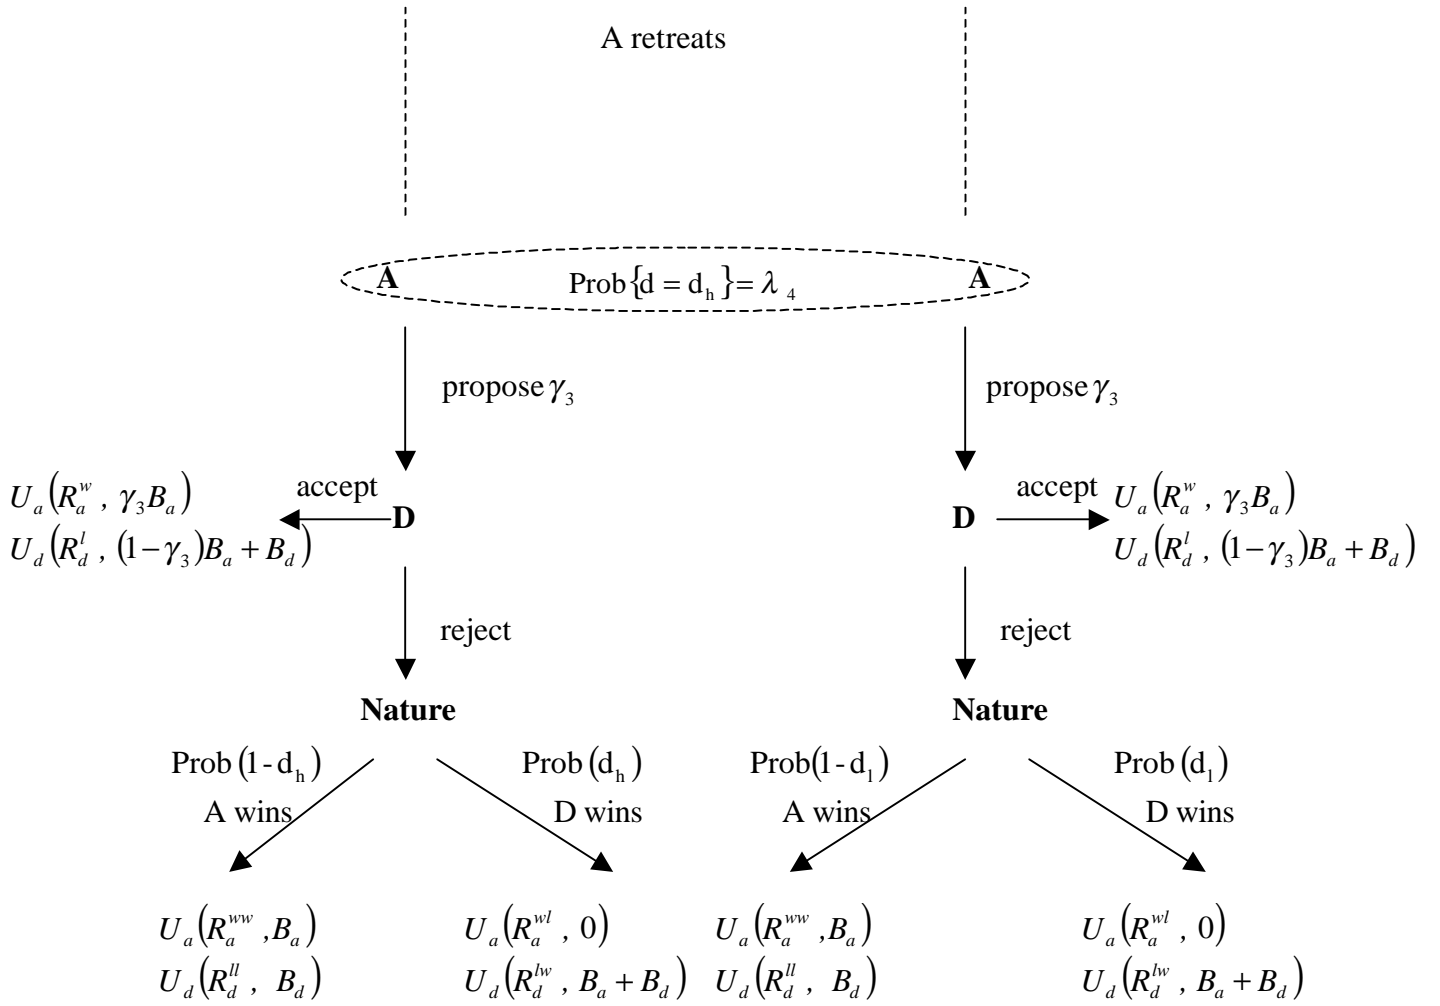 A retreats
A Prob{d = d_h} = λ_4 A
propose γ_3 propose γ_3
U_a(R_a^w , γ_3B_a) accept D accept U_a(R_a^w , γ_3B_a)
U_d(R_d^l , (1−γ_3)B_a + B_d) D U_d(R_d^l , (1−γ_3)B_a + B_d)
reject reject
Nature Nature
Prob(1-d_h) Prob(d_h) Prob(1-d_l) Prob(d_l)
A wins D wins A wins D wins
U_a(R_a^{ww} ,B_a) U_a(R_a^{wl} , 0) U_a(R_a^{ww} ,B_a) U_a(R_a^{wl} , 0)
U_d(R_d^{ll} , B_d) U_d(R_d^{lw} , B_a + B_d) U_d(R_d^{ll} , B_d) U_d(R_d^{lw} , B_a + B_d)